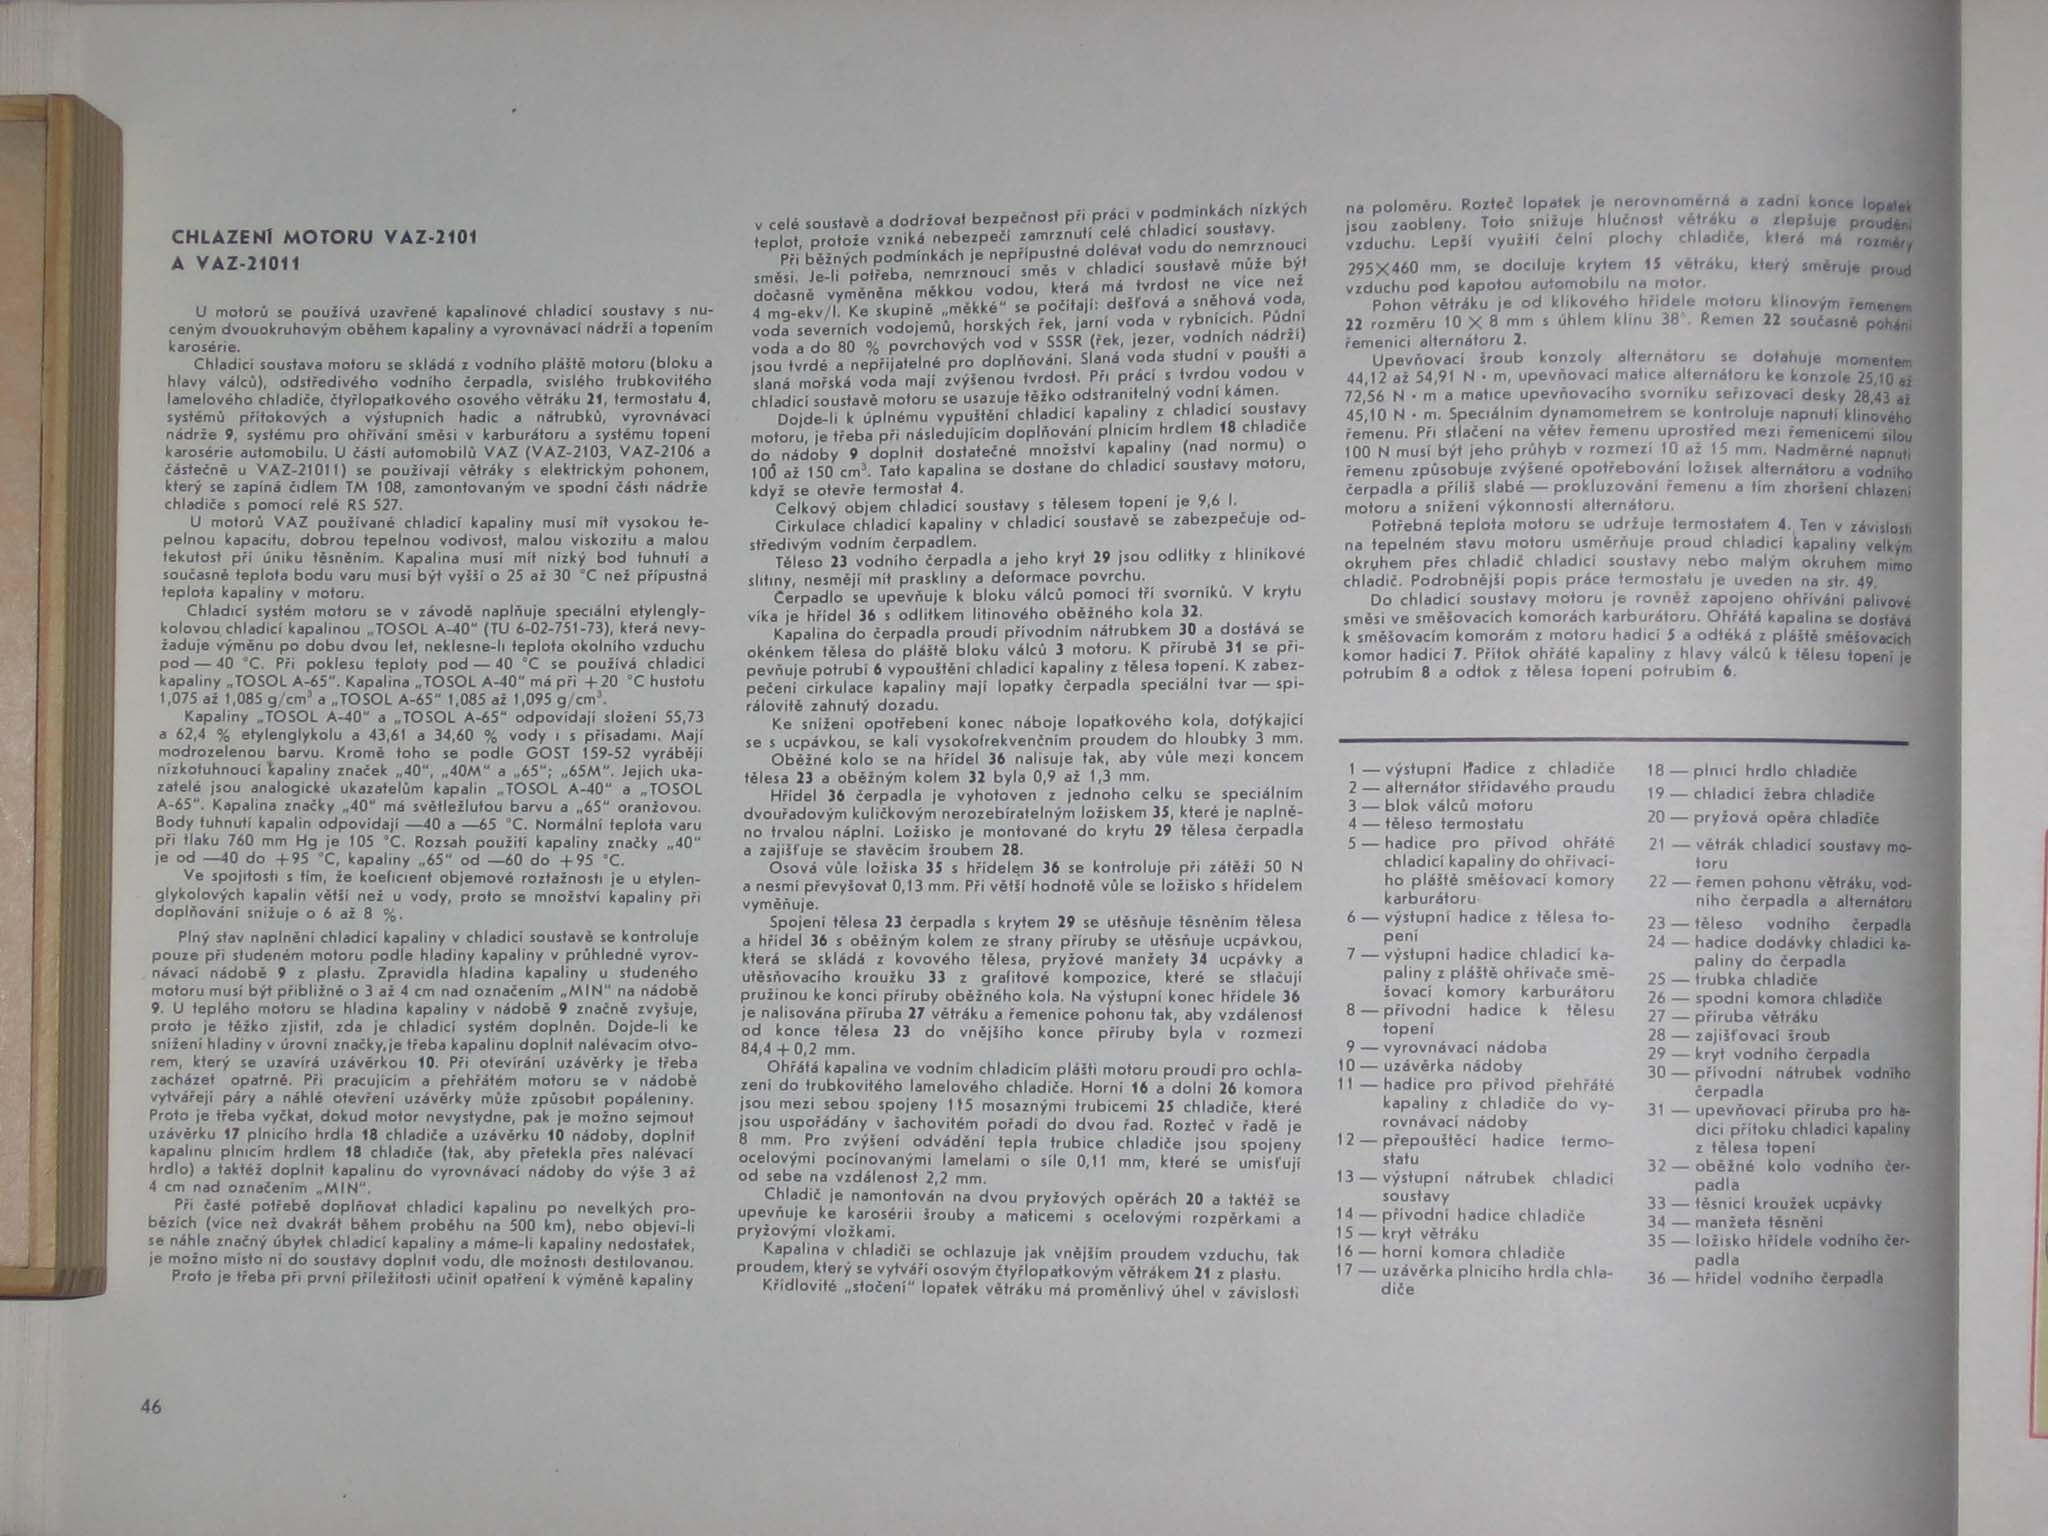 CHLAZENÍ MOTORU VAZ-2101
A VAZ-21011
U motorů se používá uzavřené kapalinové chladicí soustavy s nu-
ceným dvouokruhovým oběhem kapaliny a vyrovnávací nádrží a topením
karosérie.
Chladicí soustava motoru se skládá z vodního pláště motoru (bloku a
hlavy válců), odstředivého vodního čerpadla, svislého trubkovitého
lamelového chladiče, čtyřlopatkového osového větráku 21, termostatu 4,
systémů přítokových a výstupních hadic a nátrubků, vyrovnávací
nádrže 9, systému pro ohřívání směsi v karburátoru a systému topení
karosérie automobilu. U části automobilů VAZ (VAZ-2103, VAZ-2106 a
částečně u VAZ-21011) se používají větráky s elektrickým pohonem,
který se zapíná čidlem TM 108, zamontovaným ve spodní části nádrže
chladiče s pomocí relé RS 527.
U motorů VAZ používané chladicí kapaliny musí mít vysokou te-
pelnou kapacitu, dobrou tepelnou vodivost, malou viskozitu a malou
tekutost při úniku těsněním. Kapalina musí mít nízký bod tuhnutí a
současně teplota bodu varu musí být vyšší o 25 až 30 °C než přípustná
teplota kapaliny v motoru.
Chladicí systém motoru se v závodě naplňuje speciální etylengly-
kolovou chladicí kapalinou „TOSOL A-40" (TU 6-02-751-73), která nevy-
žaduje výměnu po dobu dvou let, neklesne-li teplota okolního vzduchu
pod — 40 °C. Při poklesu teploty pod — 40 °C se používá chladicí
kapaliny „TOSOL A-65". Kapalina „TOSOL A-40" má při +20 °C hustotu
1,075 až 1,085 g/cm³ a „TOSOL A-65" 1,085 až 1,095 g/cm³.
Kapaliny „TOSOL A-40" a „TOSOL A-65" odpovídají složení 55,73
a 62,4 % etylenglykolu a 43,61 a 34,60 % vody i s přísadami. Mají
modrozelenou barvu. Kromě toho se podle GOST 159-52 vyrábějí
nízkotuhnoucí kapaliny značek „40", „40M" a „65"; „65M". Jejich uka-
zatelé jsou analogické ukazatelům kapalin „TOSOL A-40" a „TOSOL
A-65". Kapalina značky „40" má světležlutou barvu a „65" oranžovou.
Body tuhnutí kapalin odpovídají —40 a —65 °C. Normální teplota varu
při tlaku 760 mm Hg je 105 °C. Rozsah použití kapaliny značky „40"
je od —40 do +95 °C, kapaliny „65" od —60 do +95 °C.
Ve spojitosti s tím, že koeficient objemové roztažnosti je u etylen-
glykolových kapalin větší než u vody, proto se množství kapaliny při
doplňování snižuje o 6 až 8 %.
Plný stav naplnění chladicí kapaliny v chladicí soustavě se kontroluje
pouze při studeném motoru podle hladiny kapaliny v průhledné vyrov-
návací nádobě 9 z plastu. Zpravidla hladina kapaliny u studeného
motoru musí být přibližně o 3 až 4 cm nad označením „MIN" na nádobě
9. U teplého motoru se hladina kapaliny v nádobě 9 značně zvyšuje,
proto je těžko zjistit, zda je chladicí systém doplněn. Dojde-li ke
snížení hladiny v úrovni značky, je třeba kapalinu doplnit nalévacím otvo-
rem, který se uzavírá uzávěrkou 10. Při otevírání uzávěrky je třeba
zacházet opatrně. Při pracujícím a přehřátém motoru se v nádobě
vytvářejí páry a náhlé otevření uzávěrky může způsobit popáleniny.
Proto je třeba vyčkat, dokud motor nevystydne, pak je možno sejmout
uzávěrku 17 plnicího hrdla 18 chladiče a uzávěrku 10 nádoby, doplnit
kapalinu plnicím hrdlem 18 chladiče (tak, aby přetekla přes nalévací
hrdlo) a taktéž doplnit kapalinu do vyrovnávací nádoby do výše 3 až
4 cm nad označením „MIN".
Při časté potřebě doplňovat chladicí kapalinu po nevelkých pro-
bězích (více než dvakrát během proběhu na 500 km), nebo objeví-li
se náhle značný úbytek chladicí kapaliny a máme-li kapaliny nedostatek,
je možno místo ní do soustavy doplnit vodu, dle možnosti destilovanou.
Proto je třeba při první příležitosti učinit opatření k výměně kapaliny
v celé soustavě a dodržovat bezpečnost při práci v podmínkách nízkých
teplot, protože vzniká nebezpečí zamrznutí celé chladicí soustavy.
Při běžných podmínkách je nepřípustné dolévat vodu do nemrznoucí
směsi. Je-li potřeba, nemrznoucí směs v chladicí soustavě může být
dočasně vyměněna měkkou vodou, která má tvrdost ne více než
4 mg-ekv/l. Ke skupině „měkké" se počítají: dešťová a sněhová voda,
voda severních vodojemů, horských řek, jarní voda v rybnících. Půdní
voda a do 80 % povrchových vod v SSSR (řek, jezer, vodních nádrží)
jsou tvrdé a nepřijatelné pro doplňování. Slaná voda studní v poušti a
slaná mořská voda mají zvýšenou tvrdost. Při práci s tvrdou vodou v
chladicí soustavě motoru se usazuje těžko odstranitelný vodní kámen.
Dojde-li k úplnému vypuštění chladicí kapaliny z chladicí soustavy
motoru, je třeba při následujícím doplňování plnicím hrdlem 18 chladiče
do nádoby 9 doplnit dostatečné množství kapaliny (nad normu) o
100 až 150 cm³. Tato kapalina se dostane do chladicí soustavy motoru,
když se otevře termostat 4.
Celkový objem chladicí soustavy s tělesem topení je 9,6 l.
Cirkulace chladicí kapaliny v chladicí soustavě se zabezpečuje od-
středivým vodním čerpadlem.
Těleso 23 vodního čerpadla a jeho kryt 29 jsou odlitky z hliníkové
slitiny, nesmějí mít praskliny a deformace povrchu.
Čerpadlo se upevňuje k bloku válců pomocí tří svorníků. V krytu
víka je hřídel 36 s odlitkem litinového oběžného kola 32.
Kapalina do čerpadla proudí přívodním nátrubkem 30 a dostává se
okénkem tělesa do pláště bloku válců 3 motoru. K přírubě 31 se při-
pevňuje potrubí 6 vypouštění chladicí kapaliny z tělesa topení. K zabez-
pečení cirkulace kapaliny mají lopatky čerpadla speciální tvar — spi-
rálovitě zahnutý dozadu.
Ke snížení opotřebení konec náboje lopatkového kola, dotýkající
se s ucpávkou, se kalí vysokofrekvenčním proudem do hloubky 3 mm.
Oběžné kolo se na hřídel 36 nalisuje tak, aby vůle mezi koncem
tělesa 23 a oběžným kolem 32 byla 0,9 až 1,3 mm.
Hřídel 36 čerpadla je vyhotoven z jednoho celku se speciálním
dvouřadovým kuličkovým nerozebíratelným ložiskem 35, které je naplně-
no trvalou náplní. Ložisko je montované do krytu 29 tělesa čerpadla
a zajišťuje se stavěcím šroubem 28.
Osová vůle ložiska 35 s hřídelem 36 se kontroluje při zátěži 50 N
a nesmí převyšovat 0,13 mm. Při větší hodnotě vůle se ložisko s hřídelem
vyměňuje.
Spojení tělesa 23 čerpadla s krytem 29 se utěsňuje těsněním tělesa
a hřídel 36 s oběžným kolem ze strany příruby se utěsňuje ucpávkou,
která se skládá z kovového tělesa, pryžové manžety 34 ucpávky a
utěsňovacího kroužku 33 z grafitové kompozice, které se stlačují
pružinou ke konci příruby oběžného kola. Na výstupní konec hřídele 36
je nalisována příruba 27 větráku a řemenice pohonu tak, aby vzdálenost
od konce tělesa 23 do vnějšího konce příruby byla v rozmezí
84,4 + 0,2 mm.
Ohřátá kapalina ve vodním chladicím plášti motoru proudí pro ochla-
zení do trubkovitého lamelového chladiče. Horní 16 a dolní 26 komora
jsou mezi sebou spojeny 115 mosaznými trubicemi 25 chladiče, které
jsou uspořádány v šachovitém pořadí do dvou řad. Rozteč v řadě je
8 mm. Pro zvýšení odvádění tepla trubice chladiče jsou spojeny
ocelovými pocínovanými lamelami o síle 0,11 mm, které se umisťují
od sebe na vzdálenost 2,2 mm.
Chladič je namontován na dvou pryžových opěrách 20 a taktéž se
upevňuje ke karosérii šrouby a maticemi s ocelovými rozpěrkami a
pryžovými vložkami.
Kapalina v chladiči se ochlazuje jak vnějším proudem vzduchu, tak
proudem, který se vytváří osovým čtyřlopatkovým větrákem 21 z plastu.
Křídlovité „stočení" lopatek větráku má proměnlivý úhel v závislosti
na poloměru. Rozteč lopatek je nerovnoměrná a zadní konce lopatek
jsou zaobleny. Toto snižuje hlučnost větráku a zlepšuje proudění
vzduchu. Lepší využití čelní plochy chladiče, která má rozměry
295×460 mm, se docíluje krytem 15 větráku, který směruje proud
vzduchu pod kapotou automobilu na motor.
Pohon větráku je od klikového hřídele motoru klínovým řemenem
22 rozměru 10 × 8 mm s úhlem klínu 38°. Remen 22 současně pohání
řemenici alternátoru 2.
Upevňovací šroub konzoly alternátoru se dotahuje momentem
44,12 až 54,91 N · m, upevňovací matice alternátoru ke konzole 25,10 až
72,56 N · m a matice upevňovacího svorníku seřizovací desky 28,43 až
45,10 N · m. Speciálním dynamometrem se kontroluje napnutí klínového
řemenu. Při stlačení na větev řemenu uprostřed mezi řemenicemi silou
100 N musí být jeho průhyb v rozmezí 10 až 15 mm. Nadměrné napnutí
řemenu způsobuje zvýšené opotřebování ložisek alternátoru a vodního
čerpadla a příliš slabé — prokluzování řemenu a tím zhoršení chlazení
motoru a snížení výkonnosti alternátoru.
Potřebná teplota motoru se udržuje termostatem 4. Ten v závislosti
na tepelném stavu motoru usměrňuje proud chladicí kapaliny velkým
okruhem přes chladič chladicí soustavy nebo malým okruhem mimo
chladič. Podrobnější popis práce termostatu je uveden na str. 49.
Do chladicí soustavy motoru je rovněž zapojeno ohřívání palivové
směsi ve směšovacích komorách karburátoru. Ohřátá kapalina se dostává
k směšovacím komorám z motoru hadicí 5 a odtéká z pláště směšovacích
komor hadicí 7. Přítok ohřáté kapaliny z hlavy válců k tělesu topení je
potrubím 8 a odtok z tělesa topení potrubím 6.
1 — výstupní hadice z chladiče
2 — alternátor střídavého proudu
3 — blok válců motoru
4 — těleso termostatu
5 — hadice pro přívod ohřáté
chladicí kapaliny do ohřívací-
ho pláště směšovací komory
karburátoru
6 — výstupní hadice z tělesa to-
pení
7 — výstupní hadice chladicí ka-
paliny z pláště ohřívače smě-
šovací komory karburátoru
8 — přívodní hadice k tělesu
topení
9 — vyrovnávací nádoba
10 — uzávěrka nádoby
11 — hadice pro přívod přehřáté
kapaliny z chladiče do vy-
rovnávací nádoby
12 — přepouštěcí hadice termo-
statu
13 — výstupní nátrubek chladicí
soustavy
14 — přívodní hadice chladiče
15 — kryt větráku
16 — horní komora chladiče
17 — uzávěrka plnicího hrdla chla-
diče
18 — plnicí hrdlo chladiče
19 — chladicí žebra chladiče
20 — pryžová opěra chladiče
21 — větrák chladicí soustavy mo-
toru
22 — řemen pohonu větráku, vod-
ního čerpadla a alternátoru
23 — těleso vodního čerpadla
24 — hadice dodávky chladicí ka-
paliny do čerpadla
25 — trubka chladiče
26 — spodní komora chladiče
27 — příruba větráku
28 — zajišťovací šroub
29 — kryt vodního čerpadla
30 — přívodní nátrubek vodního
čerpadla
31 — upevňovací příruba pro ha-
dici přítoku chladicí kapaliny
z tělesa topení
32 — oběžné kolo vodního čer-
padla
33 — těsnicí kroužek ucpávky
34 — manžeta těsnění
35 — ložisko hřídele vodního čer-
padla
36 — hřídel vodního čerpadla
46